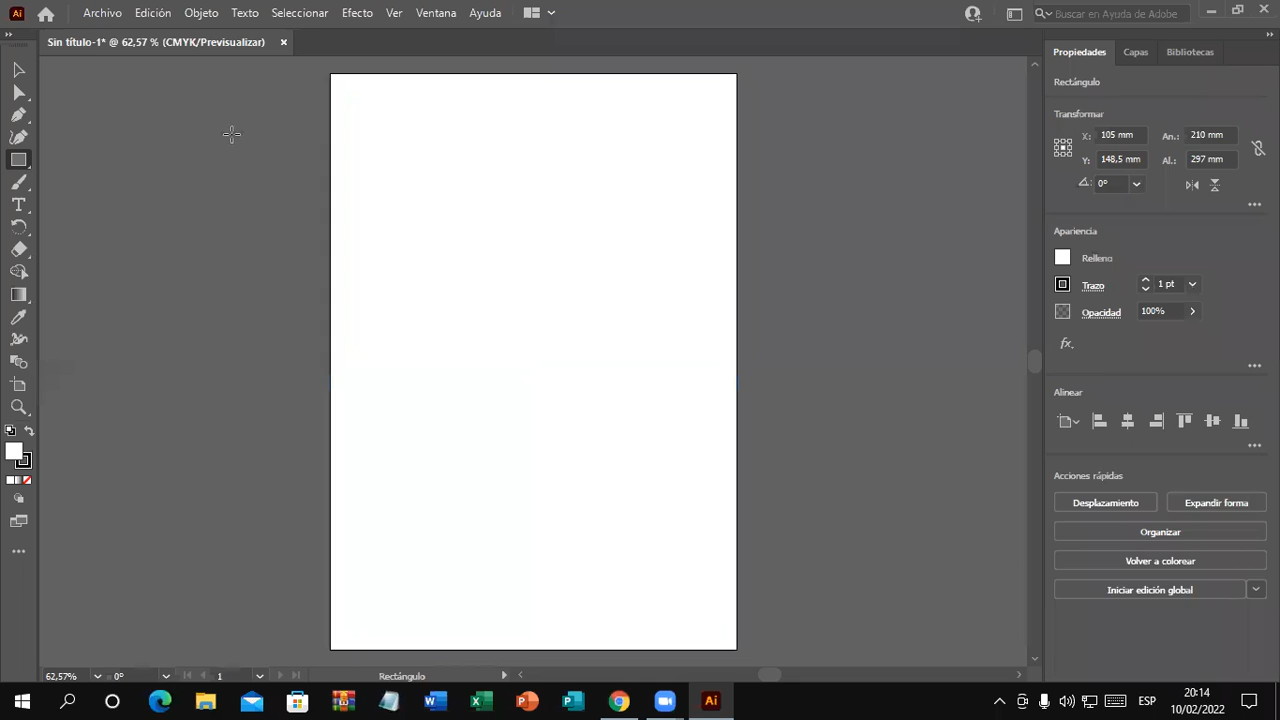 Ai Archivo Edición Objeto Texto Seleccionar Efecto Ver Ventana Ayuda Buscar en Ayuda de Adobe
Sin título-1* @ 62,57 % (CMYK/Previsualizar)
Propiedades Capas Bibliotecas
Rectángulo
Transformar
X: 105 mm An.: 210 mm
Y: 148,5 mm Al.: 297 mm
0°
Apariencia
Relleno
Trazo 1 pt
Opacidad 100%
fx.
Alinear
Acciones rápidas
Desplazamiento Expandir forma
Organizar
Volver a colorear
Iniciar edición global
62,57% 0° 1 Rectángulo
Ai ESP 20:14
10/02/2022